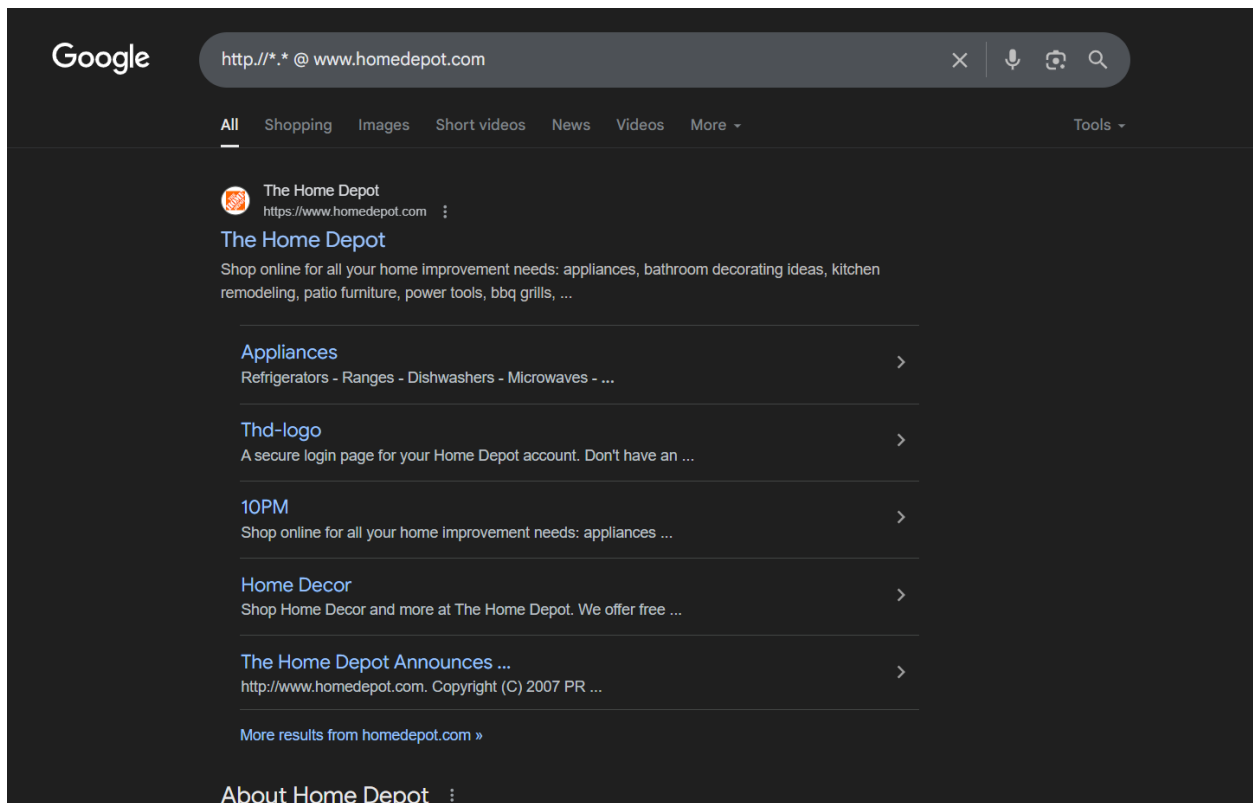 Google
http.//*.* @ www.homedepot.com
All Shopping Images Short videos News Videos More Tools
The Home Depot
https://www.homedepot.com
The Home Depot
Shop online for all your home improvement needs: appliances, bathroom decorating ideas, kitchen
remodeling, patio furniture, power tools, bbq grills, ...
Appliances
Refrigerators - Ranges - Dishwashers - Microwaves - ...
Thd-logo
A secure login page for your Home Depot account. Don't have an ...
10PM
Shop online for all your home improvement needs: appliances ...
Home Decor
Shop Home Decor and more at The Home Depot. We offer free ...
The Home Depot Announces ...
http://www.homedepot.com. Copyright (C) 2007 PR ...
More results from homedepot.com »
About Home Depot